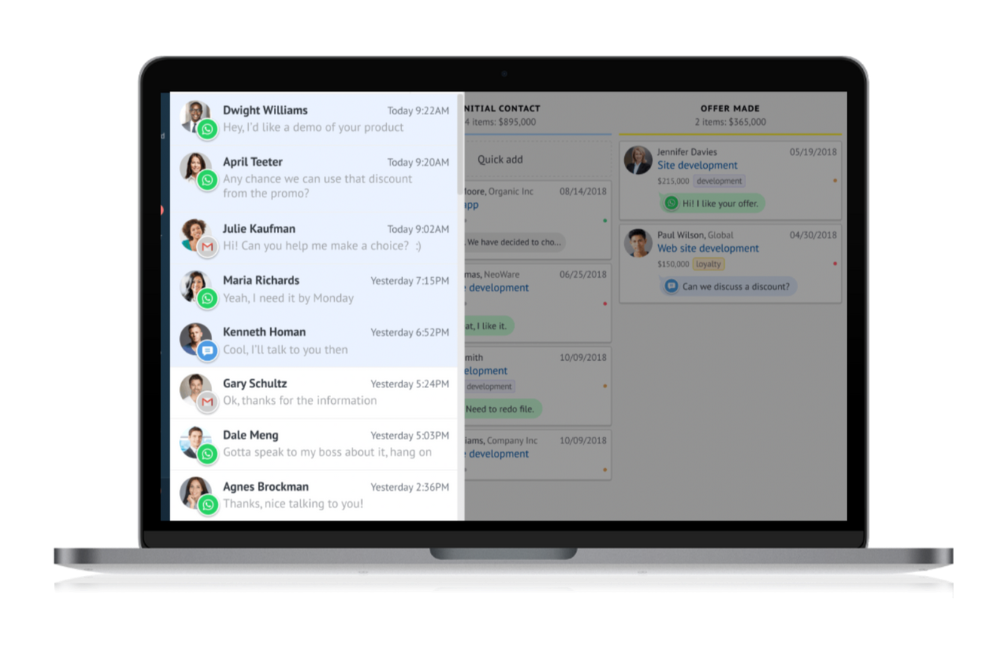 Dwight Williams
Today 9:22AM
Hey, I'd like a demo of your product
April Teeter
Today 9:20AM
Any chance we can use that discount
from the promo?
Julie Kaufman
Today 9:02AM
Hi! Can you help me make a choice? :)
Maria Richards
Yesterday 7:15PM
Yeah, I need it by Monday
Kenneth Homan
Yesterday 6:52PM
Cool, I'll talk to you then
Gary Schultz
Yesterday 5:24PM
Ok, thanks for the information
Dale Meng
Yesterday 5:03PM
Gotta speak to my boss about it, hang on
Agnes Brockman
Yesterday 2:36PM
Thanks, nice talking to you!
NITIAL CONTACT
4 items: $895,000
Quick add
oore, Organic Inc
08/14/2018
app
. We have decided to cho...
mas, NeoWare
06/25/2018
development
at, I like it.
mith
10/09/2018
elopment
development
Need to redo file.
iams, Company Inc
10/09/2018
development
OFFER MADE
2 items: $365,000
Jennifer Davies
05/19/2018
Site development
$215,000 development
Hi! I like your offer.
Paul Wilson, Global
04/30/2018
Web site development
$150,000 loyalty
Can we discuss a discount?